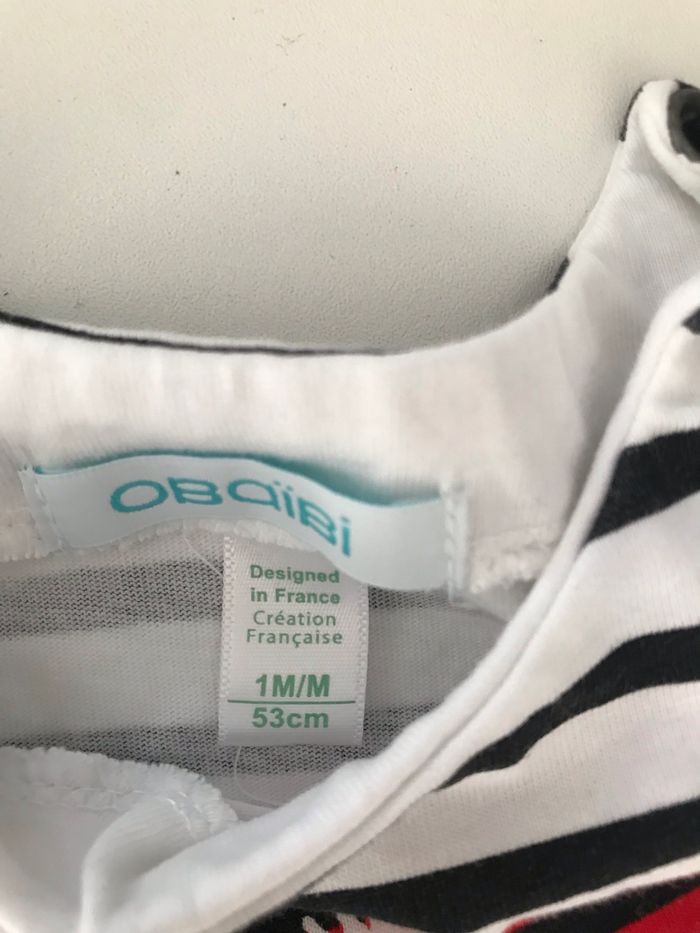 OBaïBi
Designed
in France
Création
Française
1M/M
53cm